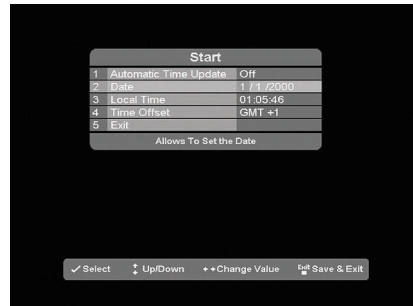 Start
1 Automatic Time Update Off
2 Date 1 / 1 /2000
3 Local Time 01:05:46
4 Time Offset GMT +1
5 Exit
Allows To Set the Date
Select Up/Down Change Value Exit Save & Exit